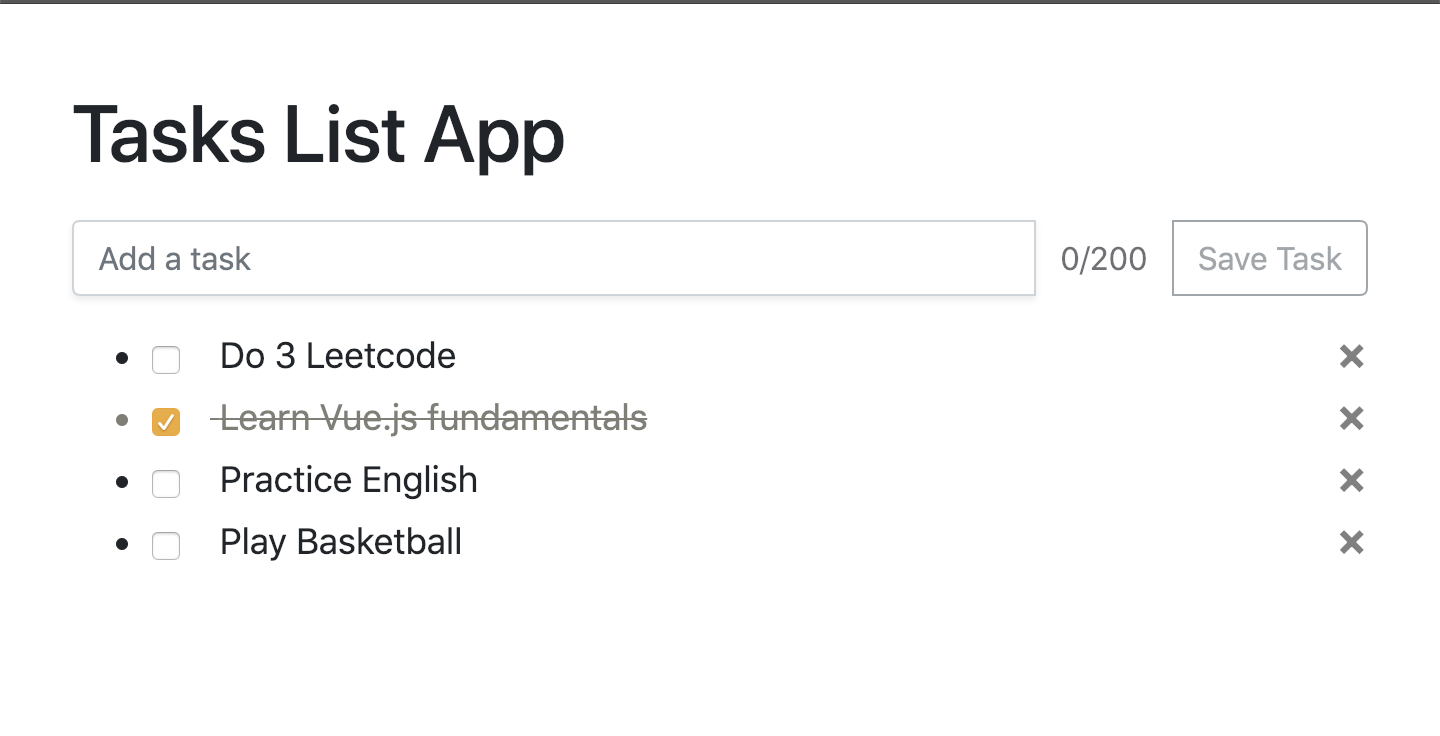 Tasks List App
Add a task 0/200 Save Task
Do 3 Leetcode
Learn Vue.js fundamentals
Practice English
Play Basketball